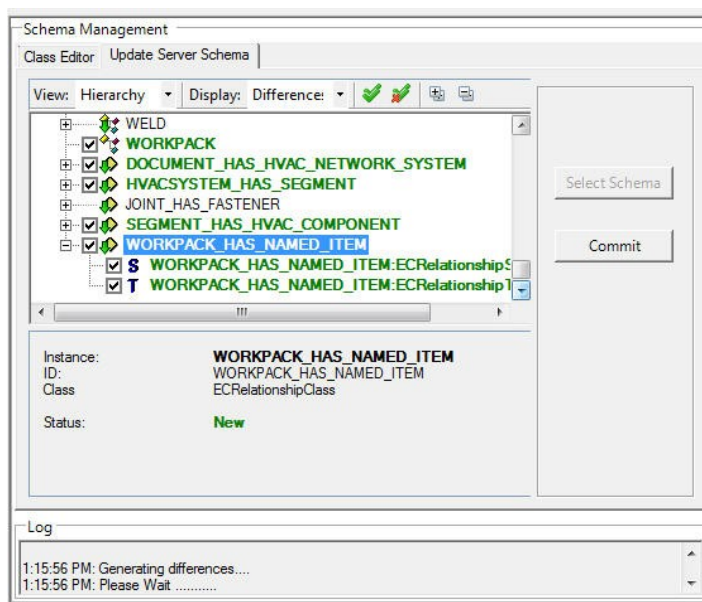 Schema Management
Class Editor Update Server Schema
View: Hierarchy Display: Difference:
WELD
WORKPACK
DOCUMENT_HAS_HVAC_NETWORK_SYSTEM
HVACSYSTEM_HAS_SEGMENT
JOINT_HAS_FASTENER
SEGMENT_HAS_HVAC_COMPONENT
WORKPACK_HAS_NAMED_ITEM
S WORKPACK_HAS_NAMED_ITEM:ECRelationshipS
T WORKPACK_HAS_NAMED_ITEM:ECRelationshipT
Select Schema
Commit
Instance: WORKPACK_HAS_NAMED_ITEM
ID: WORKPACK_HAS_NAMED_ITEM
Class ECRelationshipClass
Status: New
Log
1:15:56 PM: Generating differences....
1:15:56 PM: Please Wait ...........